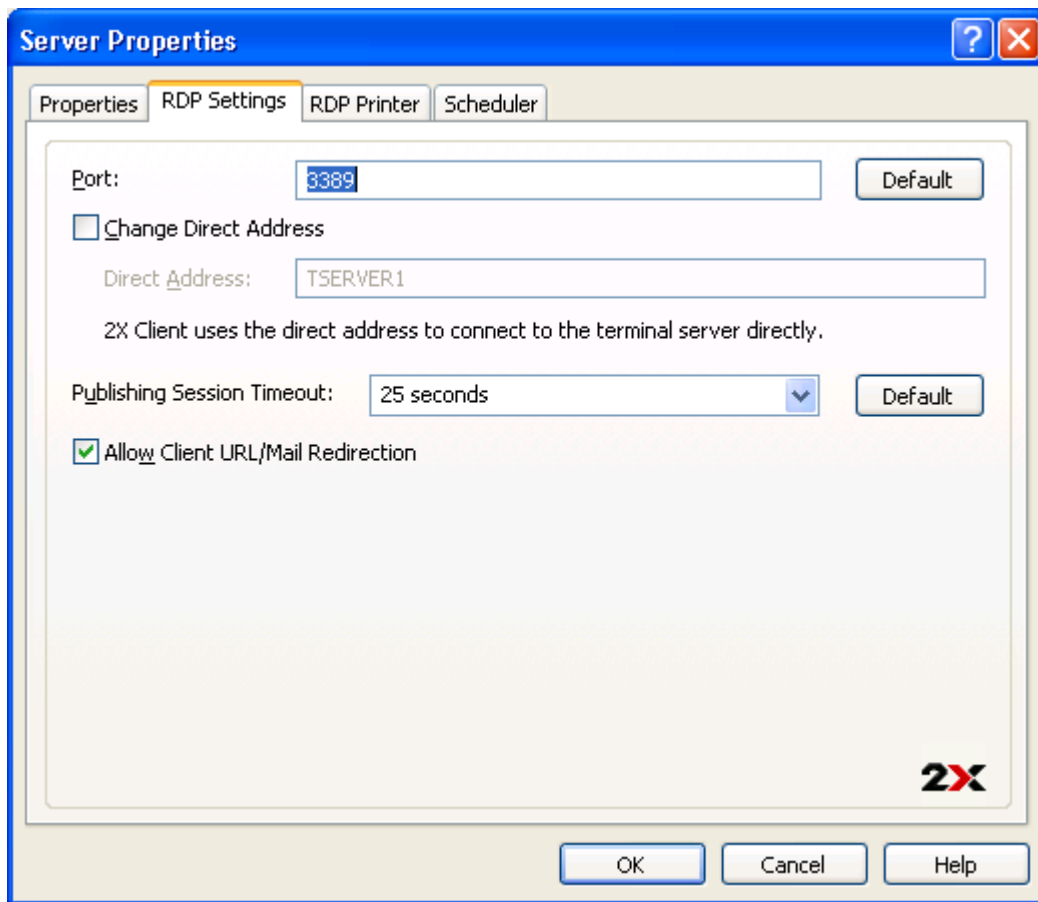 Server Properties
Properties RDP Settings RDP Printer Scheduler
Port: 3389 Default
Change Direct Address
Direct Address: TSERVER1
2X Client uses the direct address to connect to the terminal server directly.
Publishing Session Timeout: 25 seconds Default
Allow Client URL/Mail Redirection
2X
OK Cancel Help